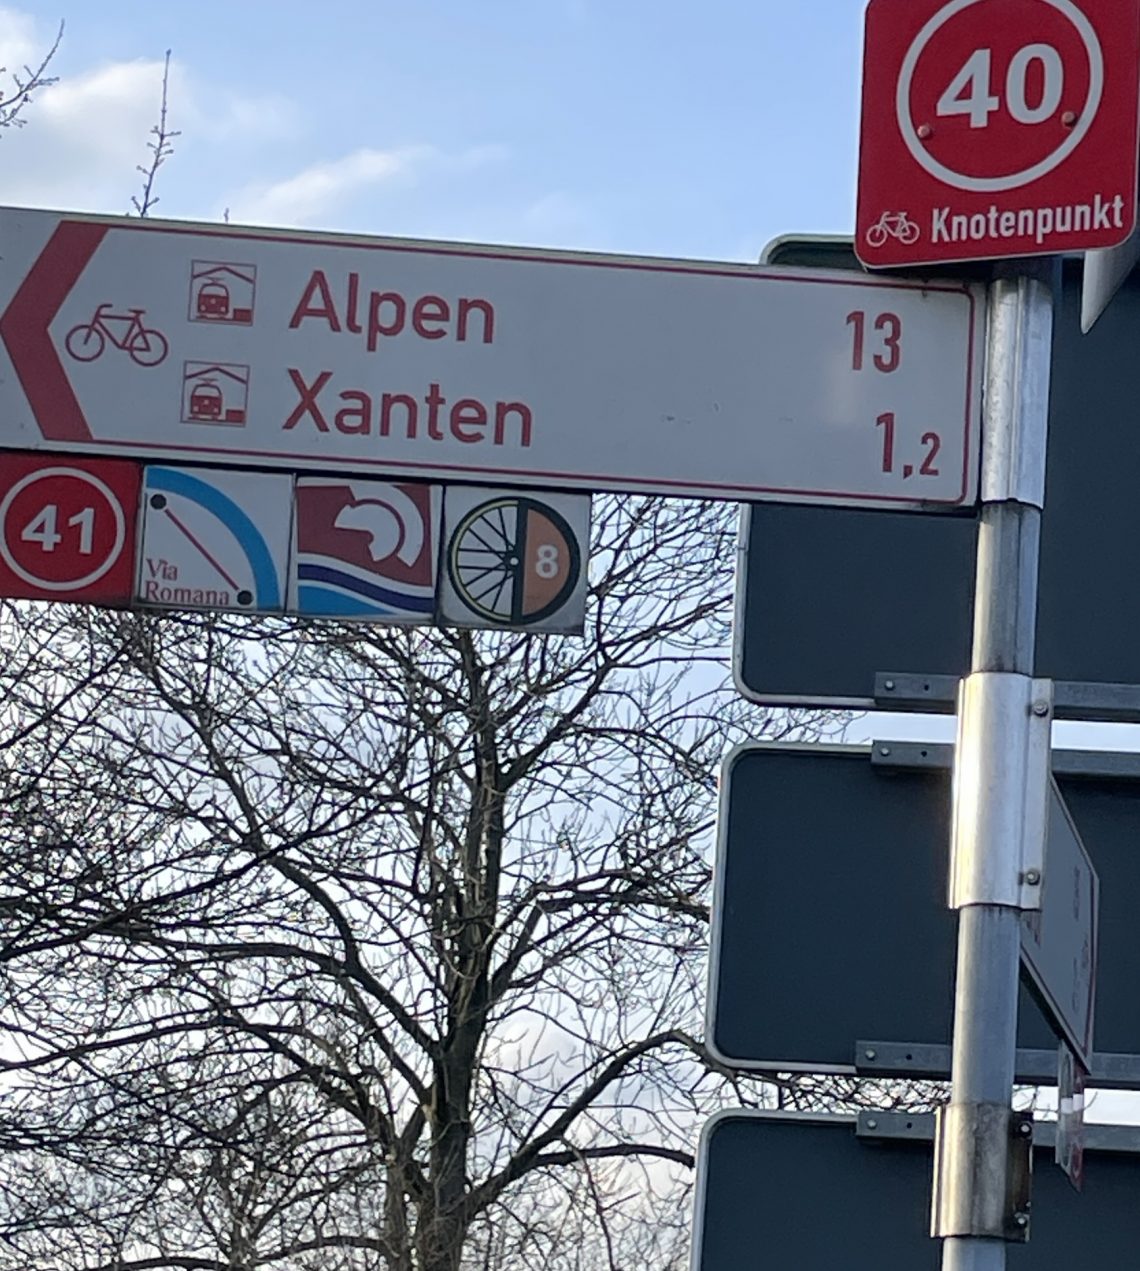 40
Knotenpunkt
Alpen 13
Xanten 1,2
41
Via
Romana
8